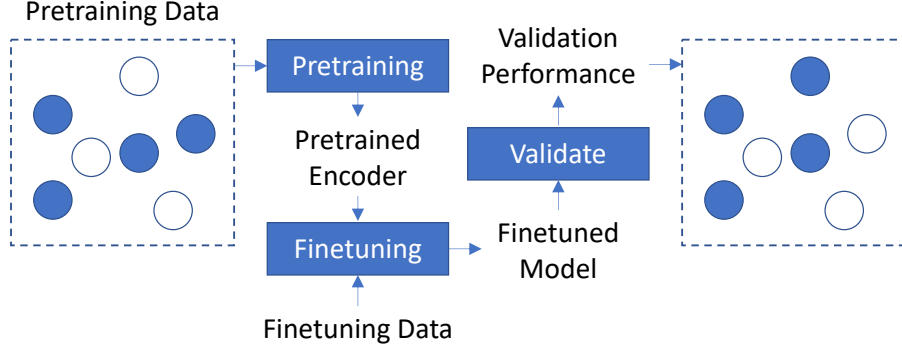 Pretraining Data
Pretraining
Pretrained
Encoder
Finetuning
Finetuning Data
Validation
Performance
Validate
Finetuned
Model